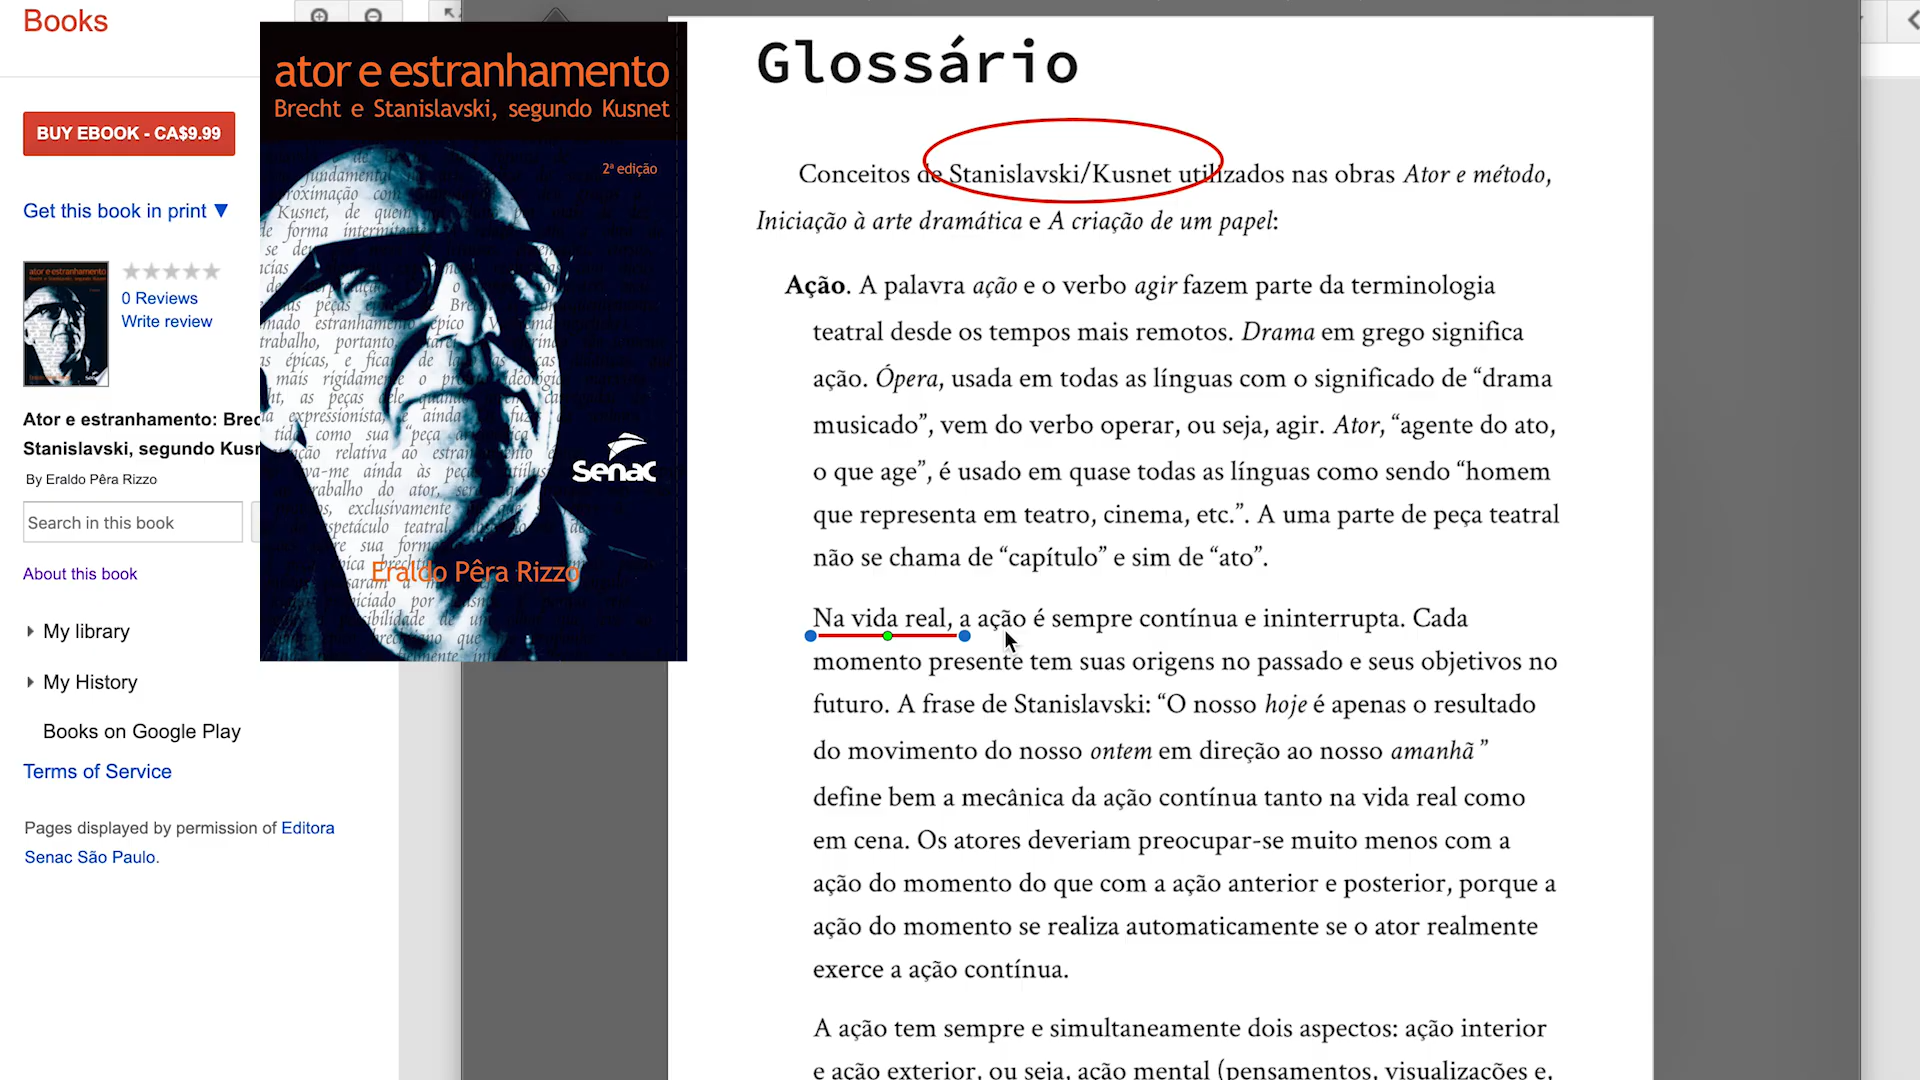 Books
BUY EBOOK - CA$9.99
Get this book in print ▼
ator e estranhamento
0 Reviews
Write review
Ator e estranhamento: Brec
Stanislavski, segundo Kusr
By Eraldo Pêra Rizzo
Search in this book
About this book
My library
My History
Books on Google Play
Terms of Service
Pages displayed by permission of Editora
Senac São Paulo.
ator e estranhamento
Brecht e Stanislavski, segundo Kusnet
2ª edição
senac
Eraldo Pêra Rizzo
Glossário
Conceitos de Stanislavski/Kusnet utilizados nas obras Ator e método,
Iniciação à arte dramática e A criação de um papel:
Ação. A palavra ação e o verbo agir fazem parte da terminologia
teatral desde os tempos mais remotos. Drama em grego significa
ação. Ópera, usada em todas as línguas com o significado de “drama
musicado”, vem do verbo operar, ou seja, agir. Ator, “agente do ato,
o que age”, é usado em quase todas as línguas como sendo “homem
que representa em teatro, cinema, etc.”. A uma parte de peça teatral
não se chama de “capítulo” e sim de “ato”.
Na vida real, a ação é sempre contínua e ininterrupta. Cada
momento presente tem suas origens no passado e seus objetivos no
futuro. A frase de Stanislavski: “O nosso hoje é apenas o resultado
do movimento do nosso ontem em direção ao nosso amanhã”
define bem a mecânica da ação contínua tanto na vida real como
em cena. Os atores deveriam preocupar-se muito menos com a
ação do momento do que com a ação anterior e posterior, porque a
ação do momento se realiza automaticamente se o ator realmente
exerce a ação contínua.
A ação tem sempre e simultaneamente dois aspectos: ação interior
e ação exterior, ou seja, ação mental (pensamentos, visualizações e,